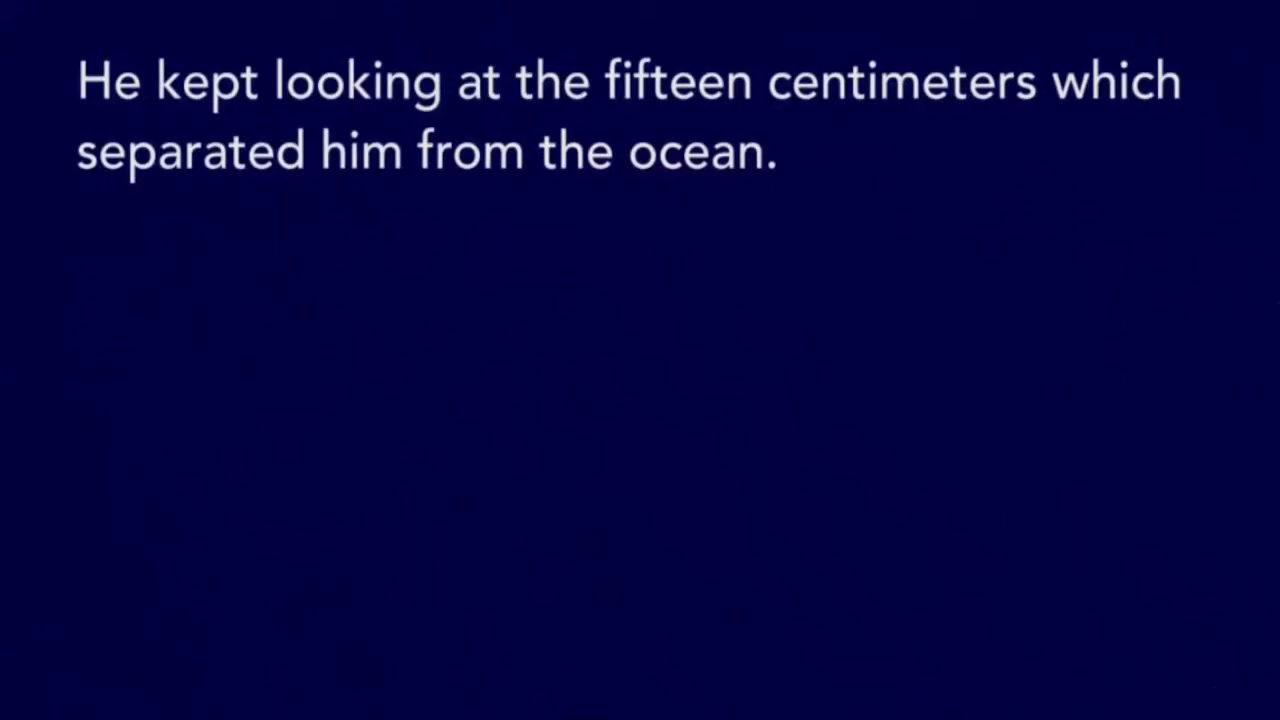 He kept looking at the fifteen centimeters which
separated him from the ocean.